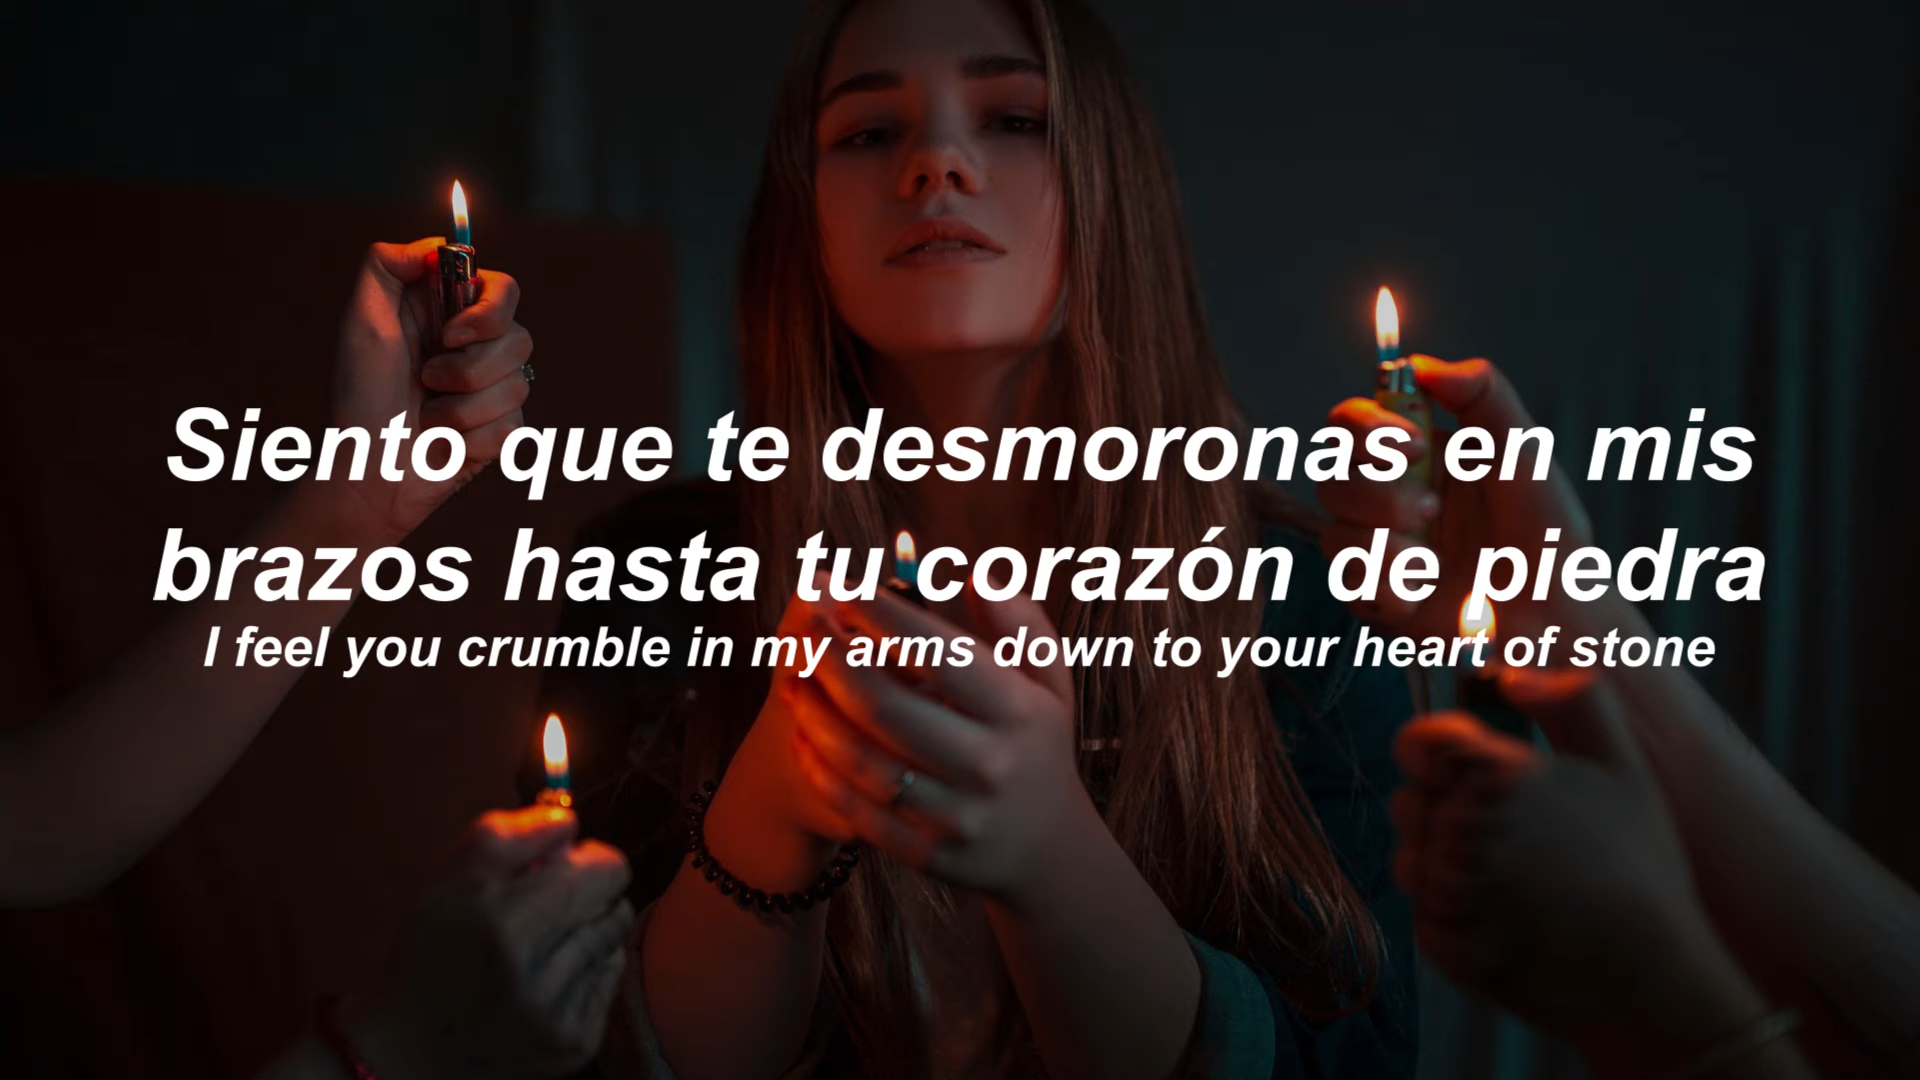 Siento que te desmoronas en mis
brazos hasta tu corazón de piedra
I feel you crumble in my arms down to your heart of stone